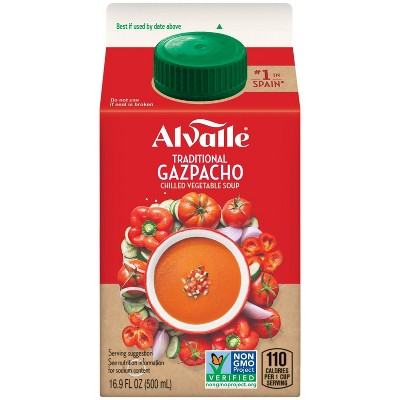 Best if used by date above
Do not use
if seal is broken
#1 IN
SPAIN*
Alvalle
TRADITIONAL
GAZPACHO
CHILLED VEGETABLE SOUP
Serving suggestion
See nutrition information
for sodium content
16.9 FL OZ (500 mL)
NON
GMO
Project
VERIFIED
nongmoproject.org
110
CALORIES
PER 1 CUP
SERVING